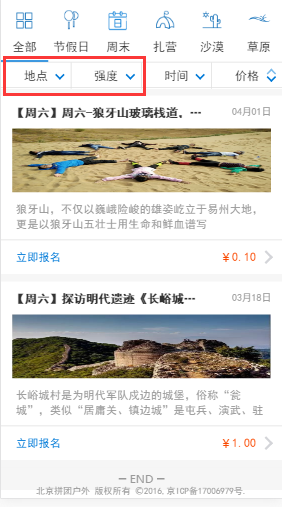 全部 节假日 周末 扎营 沙漠 草原
地点 强度 时间 价格
【周六】周六-狼牙山玻璃栈道，… 04月01日
狼牙山，不仅以巍峨险峻的雄姿屹立于易州大地，
更是以狼牙山五壮士用生命和鲜血谱写
立即报名 ¥0.10
【周六】探访明代遗迹《长峪城… 03月18日
长峪城村是为明代军队戍边的城堡，俗称“瓮
城”，类似“居庸关、镇边城”是屯兵、演武、驻
立即报名 ¥1.00
— END —
北京拼团户外 版权所有 ©2016, 京ICP备17006979号.